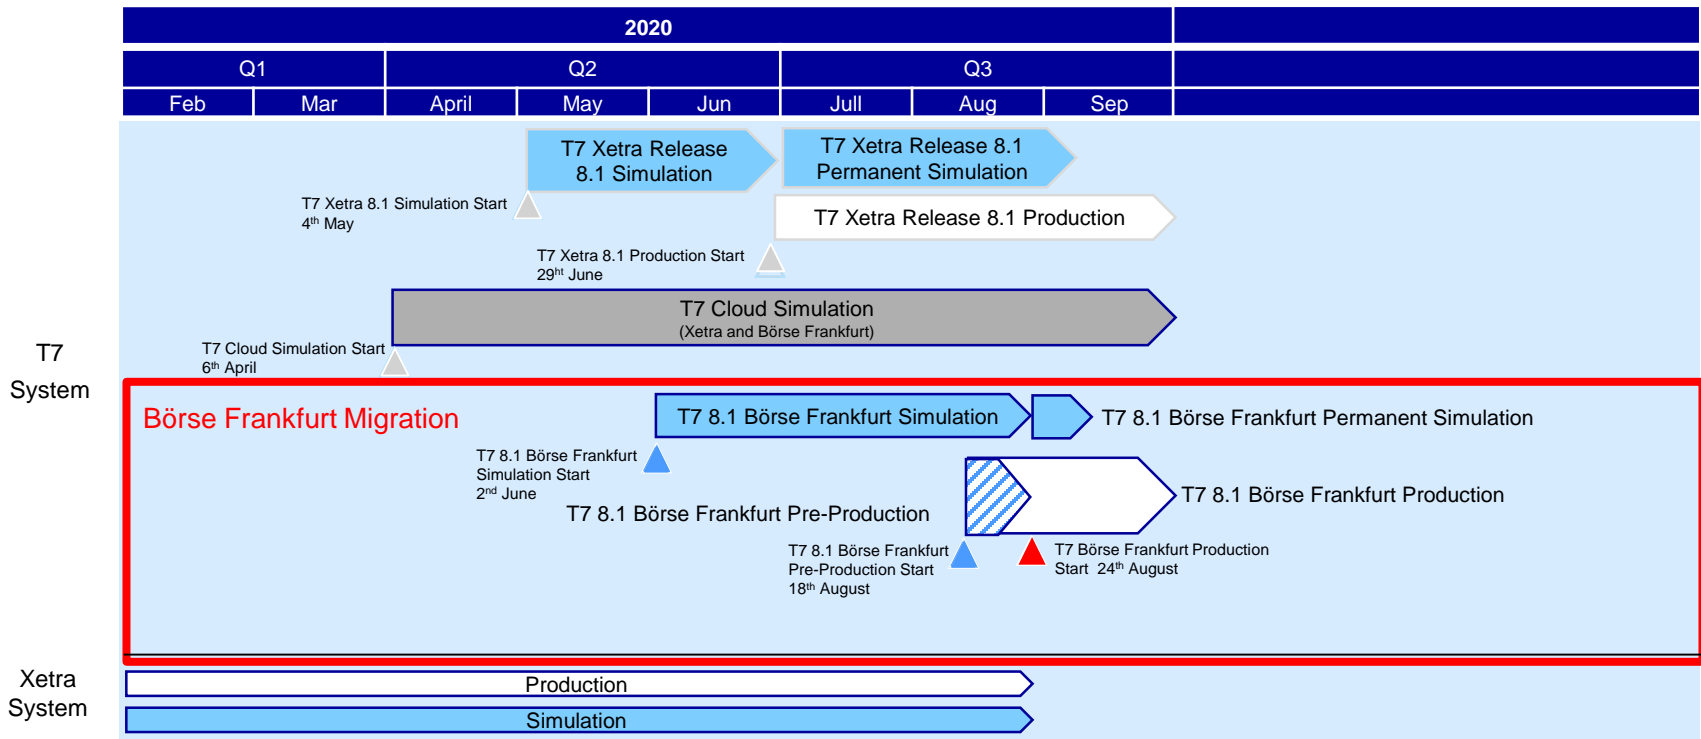 2020
Q1 Q2 Q3
Feb Mar April May Jun Jull Aug Sep
T7 Xetra Release
8.1 Simulation
T7 Xetra Release 8.1
Permanent Simulation
T7 Xetra 8.1 Simulation Start
4th May
T7 Xetra Release 8.1 Production
T7 Xetra 8.1 Production Start
29ht June
T7 Cloud Simulation
(Xetra and Börse Frankfurt)
T7 Cloud Simulation Start
6th April
T7
System
Börse Frankfurt Migration
T7 8.1 Börse Frankfurt Simulation
T7 8.1 Börse Frankfurt Permanent Simulation
T7 8.1 Börse Frankfurt
Simulation Start
2nd June
T7 8.1 Börse Frankfurt Pre-Production
T7 8.1 Börse Frankfurt Production
T7 8.1 Börse Frankfurt
Pre-Production Start
18th August
T7 Börse Frankfurt Production
Start 24th August
Xetra
System
Production
Simulation